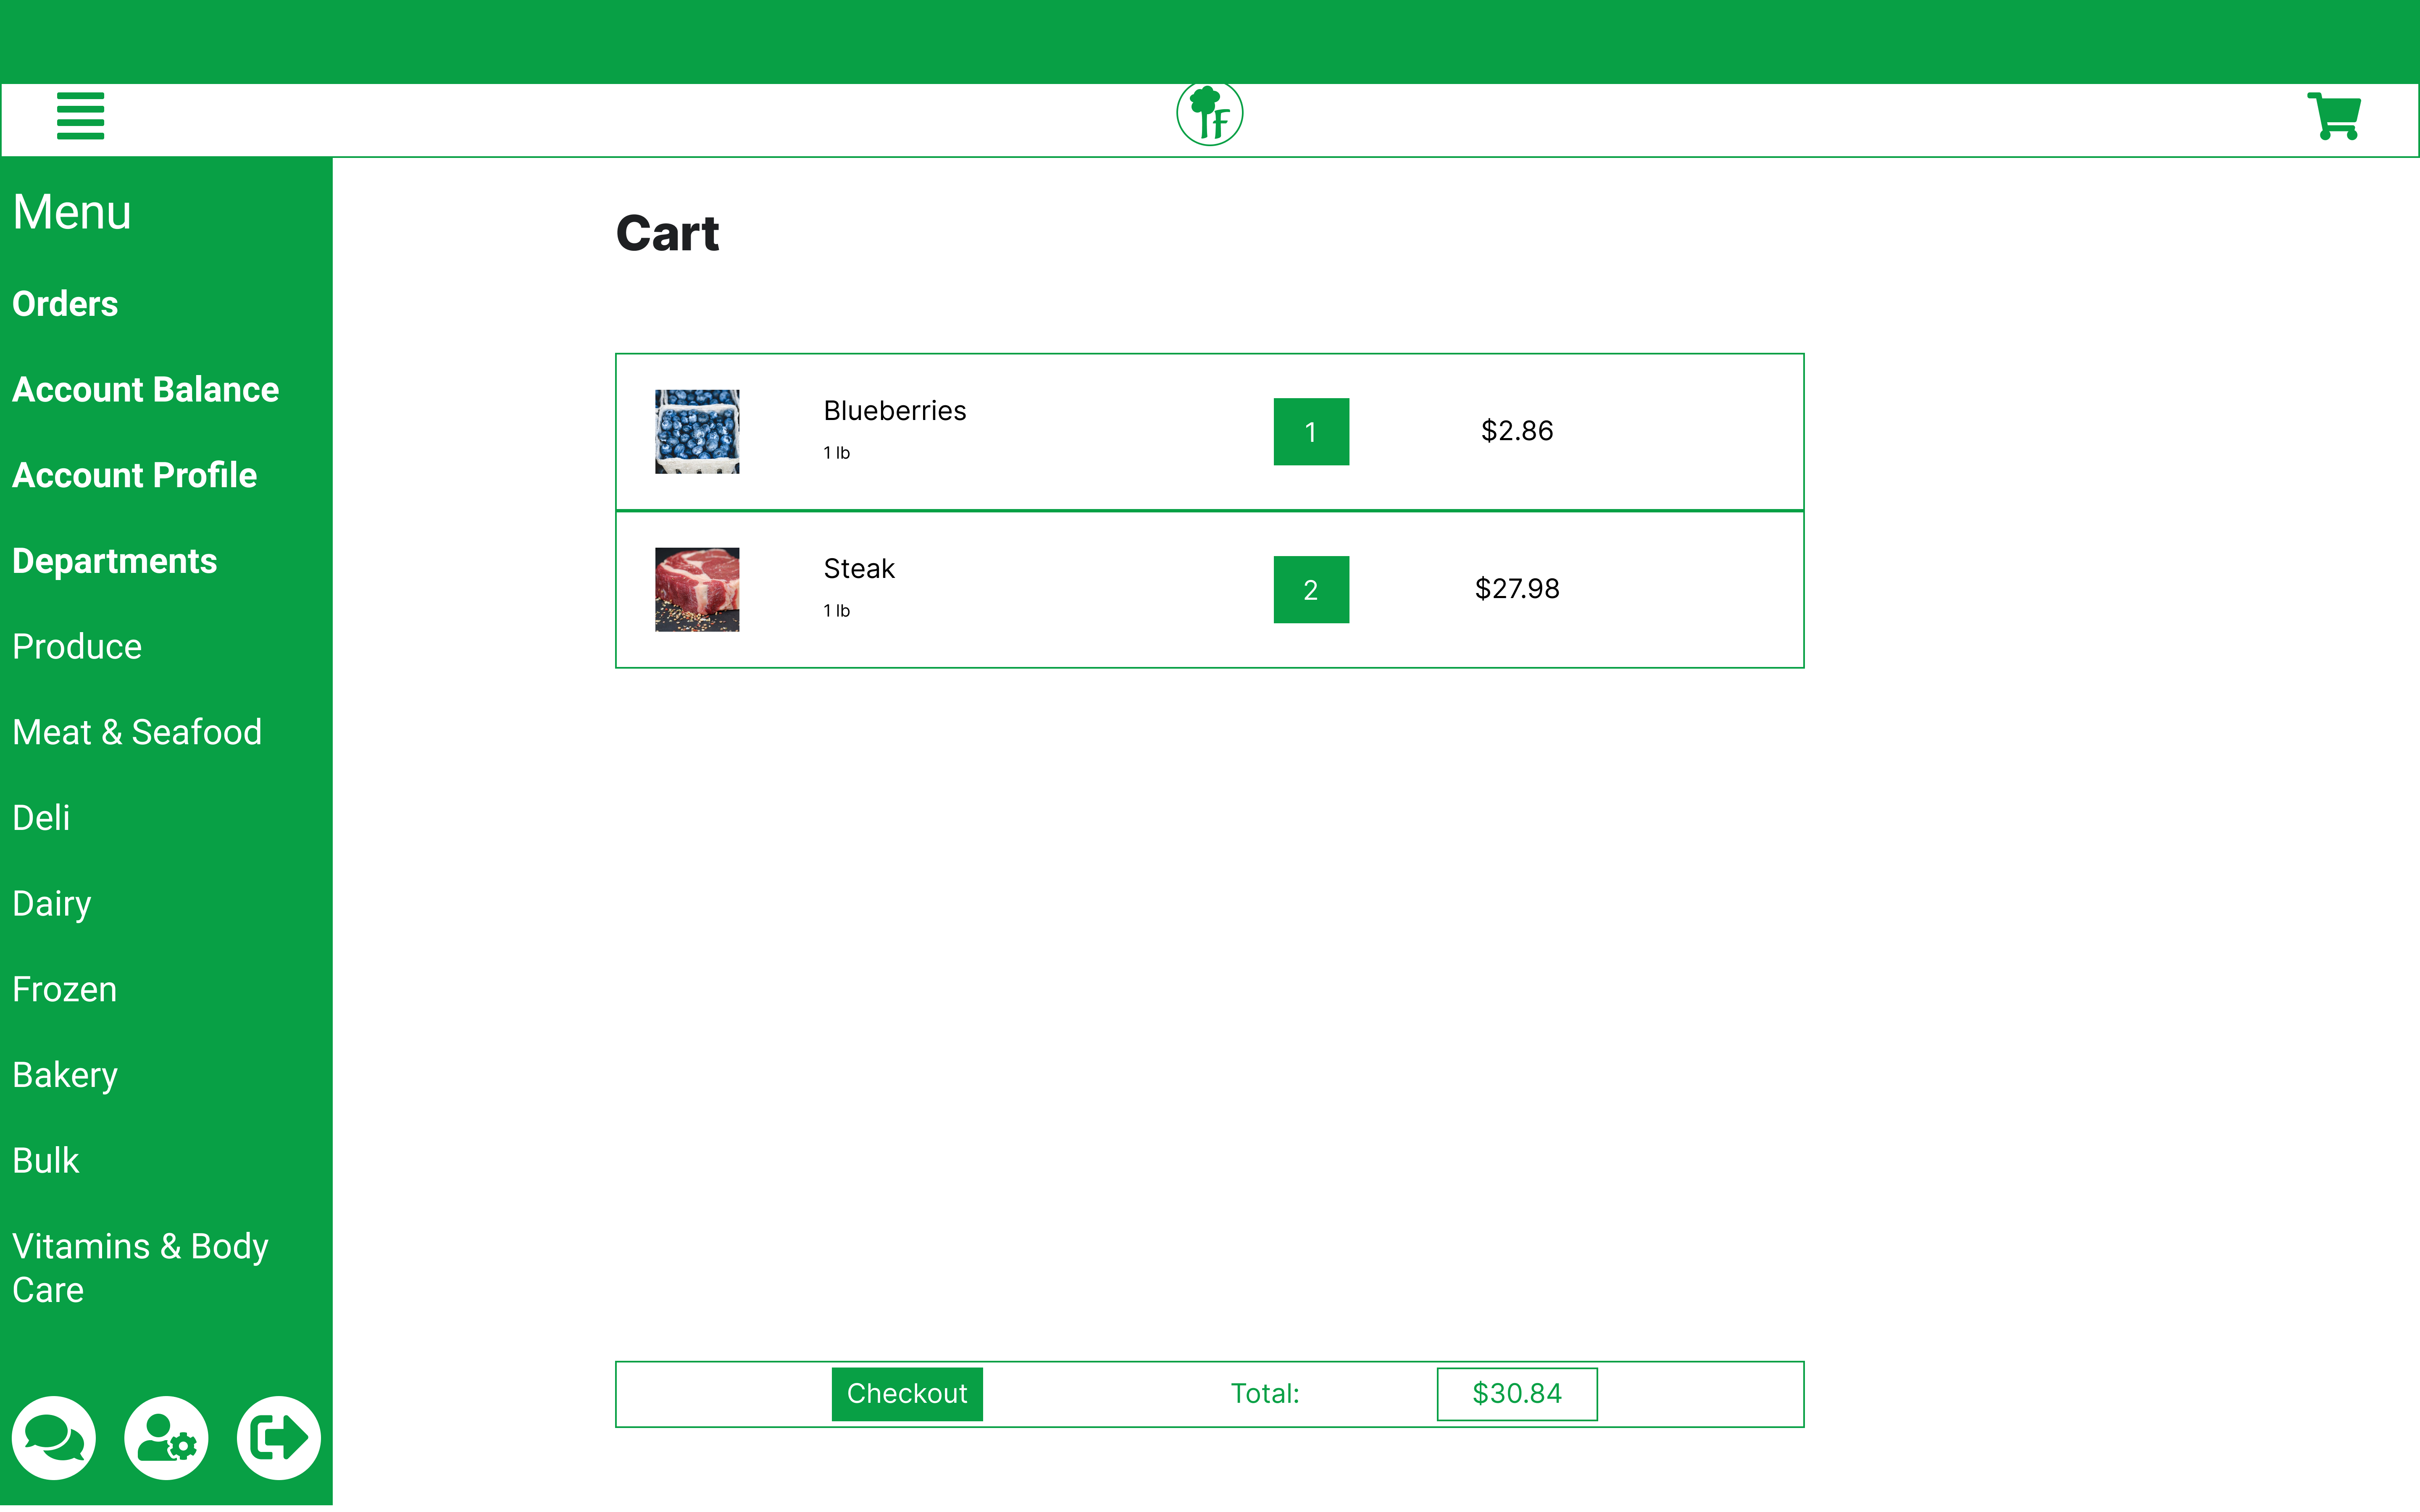 Menu
Orders
Account Balance
Account Profile
Departments
Produce
Meat & Seafood
Deli
Dairy
Frozen
Bakery
Bulk
Vitamins & Body
Care
Cart
Blueberries
1 lb
1
$2.86
Steak
1 lb
2
$27.98
Checkout
Total:
$30.84